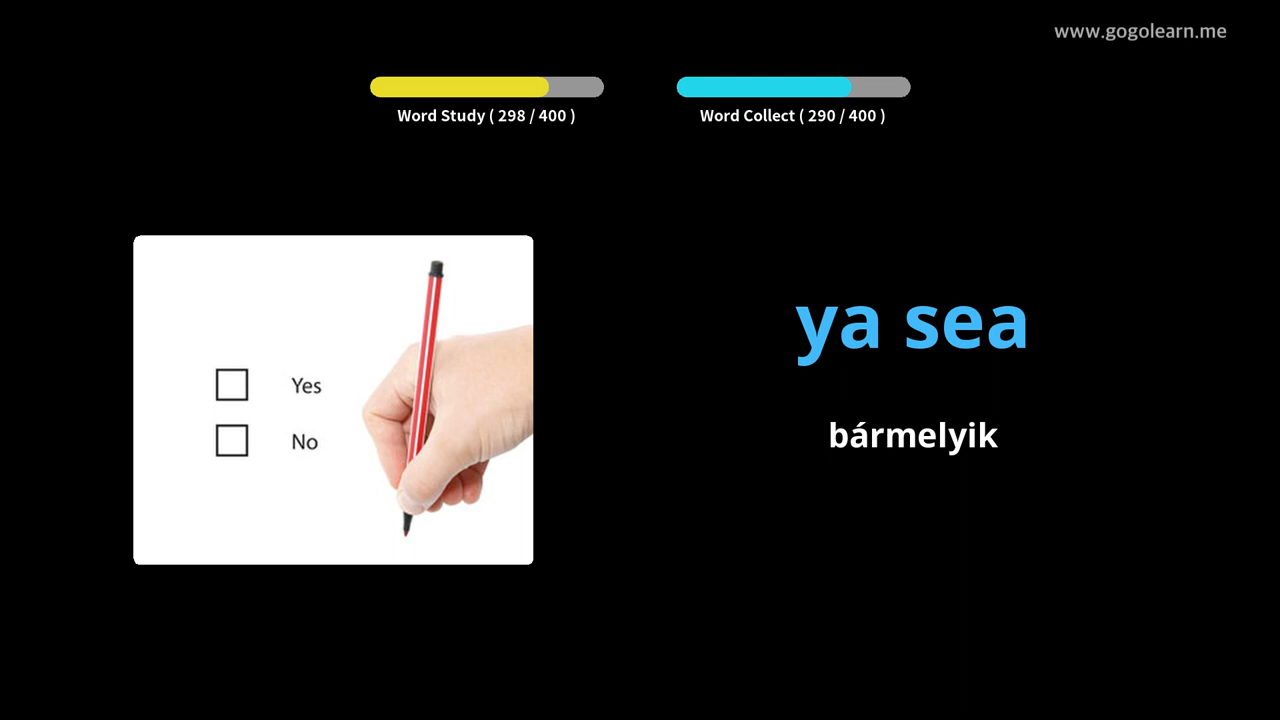 www.gogolearn.me
Word Study ( 298 / 400 )
Word Collect ( 290 / 400 )
Yes
No
ya sea
bármelyik